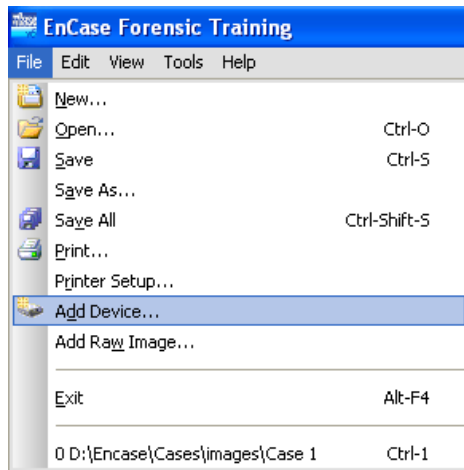 EnCase Forensic Training
File Edit View Tools Help
New...
Open... Ctrl-O
Save Ctrl-S
Save As...
Save All Ctrl-Shift-S
Print...
Printer Setup...
Add Device...
Add Raw Image...
Exit Alt-F4
0 D:\Encase\Cases\images\Case 1 Ctrl-1